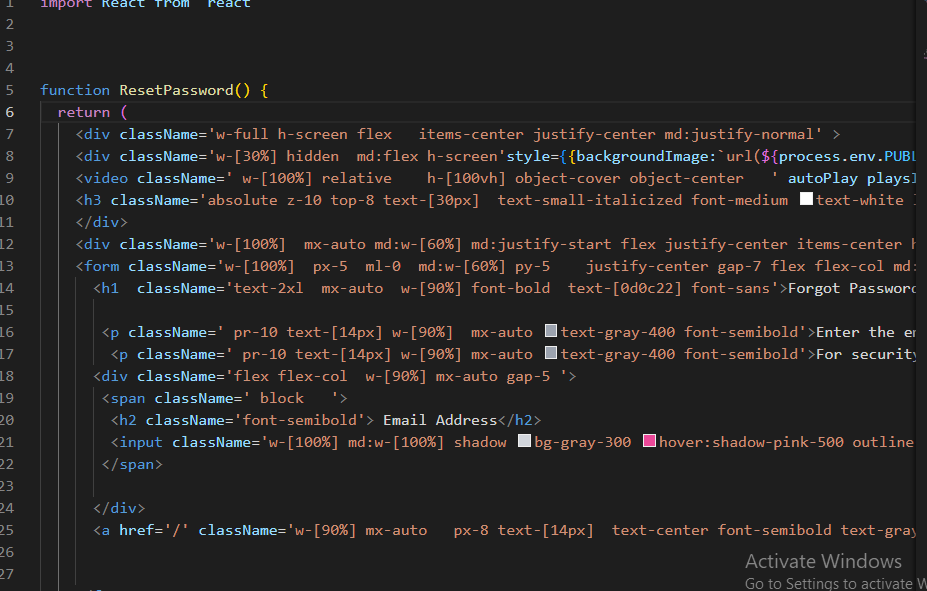 1 import React from 'react'
2
3
4
5 function ResetPassword() {
6 return (
7 <div className='w-full h-screen flex   items-center justify-center md:justify-normal' >
8 <div className='w-[30%] hidden  md:flex h-screen'style={{backgroundImage:`url(${process.env.PUBL
9 <video className=' w-[100%] relative    h-[100vh] object-cover object-center   ' autoPlay plays
10 <h3 className='absolute z-10 top-8 text-[30px]  text-small-italicized font-medium text-white
11 </div>
12 <div className='w-[100%]  mx-auto md:w-[60%] md:justify-start flex justify-center items-center h
13 <form className='w-[100%]  px-5  ml-0  md:w-[60%] py-5    justify-center gap-7 flex flex-col md:
14 <h1  className='text-2xl  mx-auto  w-[90%] font-bold  text-[0d0c22] font-sans'>Forgot Password
15
16 <p className=' pr-10 text-[14px] w-[90%]  mx-auto text-gray-400 font-semibold'>Enter the em
17 <p className=' pr-10 text-[14px] w-[90%] mx-auto text-gray-400 font-semibold'>For security
18 <div className='flex flex-col  w-[90%] mx-auto gap-5 '>
19 <span className=' block   '>
20 <h2 className='font-semibold'> Email Address</h2>
21 <input className='w-[100%] md:w-[100%] shadow bg-gray-300 hover:shadow-pink-500 outline
22 </span>
23
24 </div>
25 <a href='/' className='w-[90%] mx-auto   px-8 text-[14px]  text-center font-semibold text-gray
26
27
Activate Windows
Go to Settings to activate W